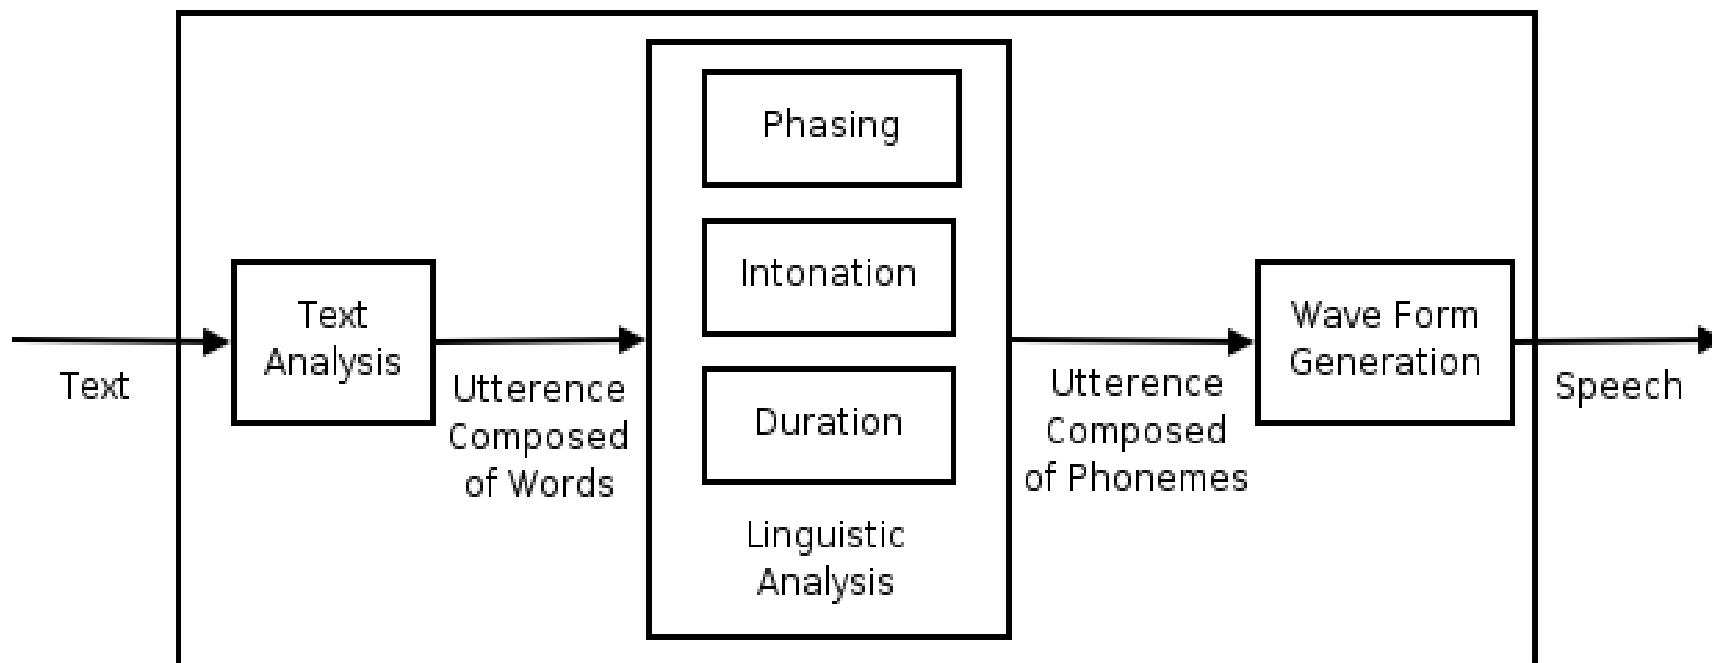 Text
Text
Analysis
Utterence
Composed
of Words
Phasing
Intonation
Duration
Linguistic
Analysis
Utterence
Composed
of Phonemes
Wave Form
Generation
Speech